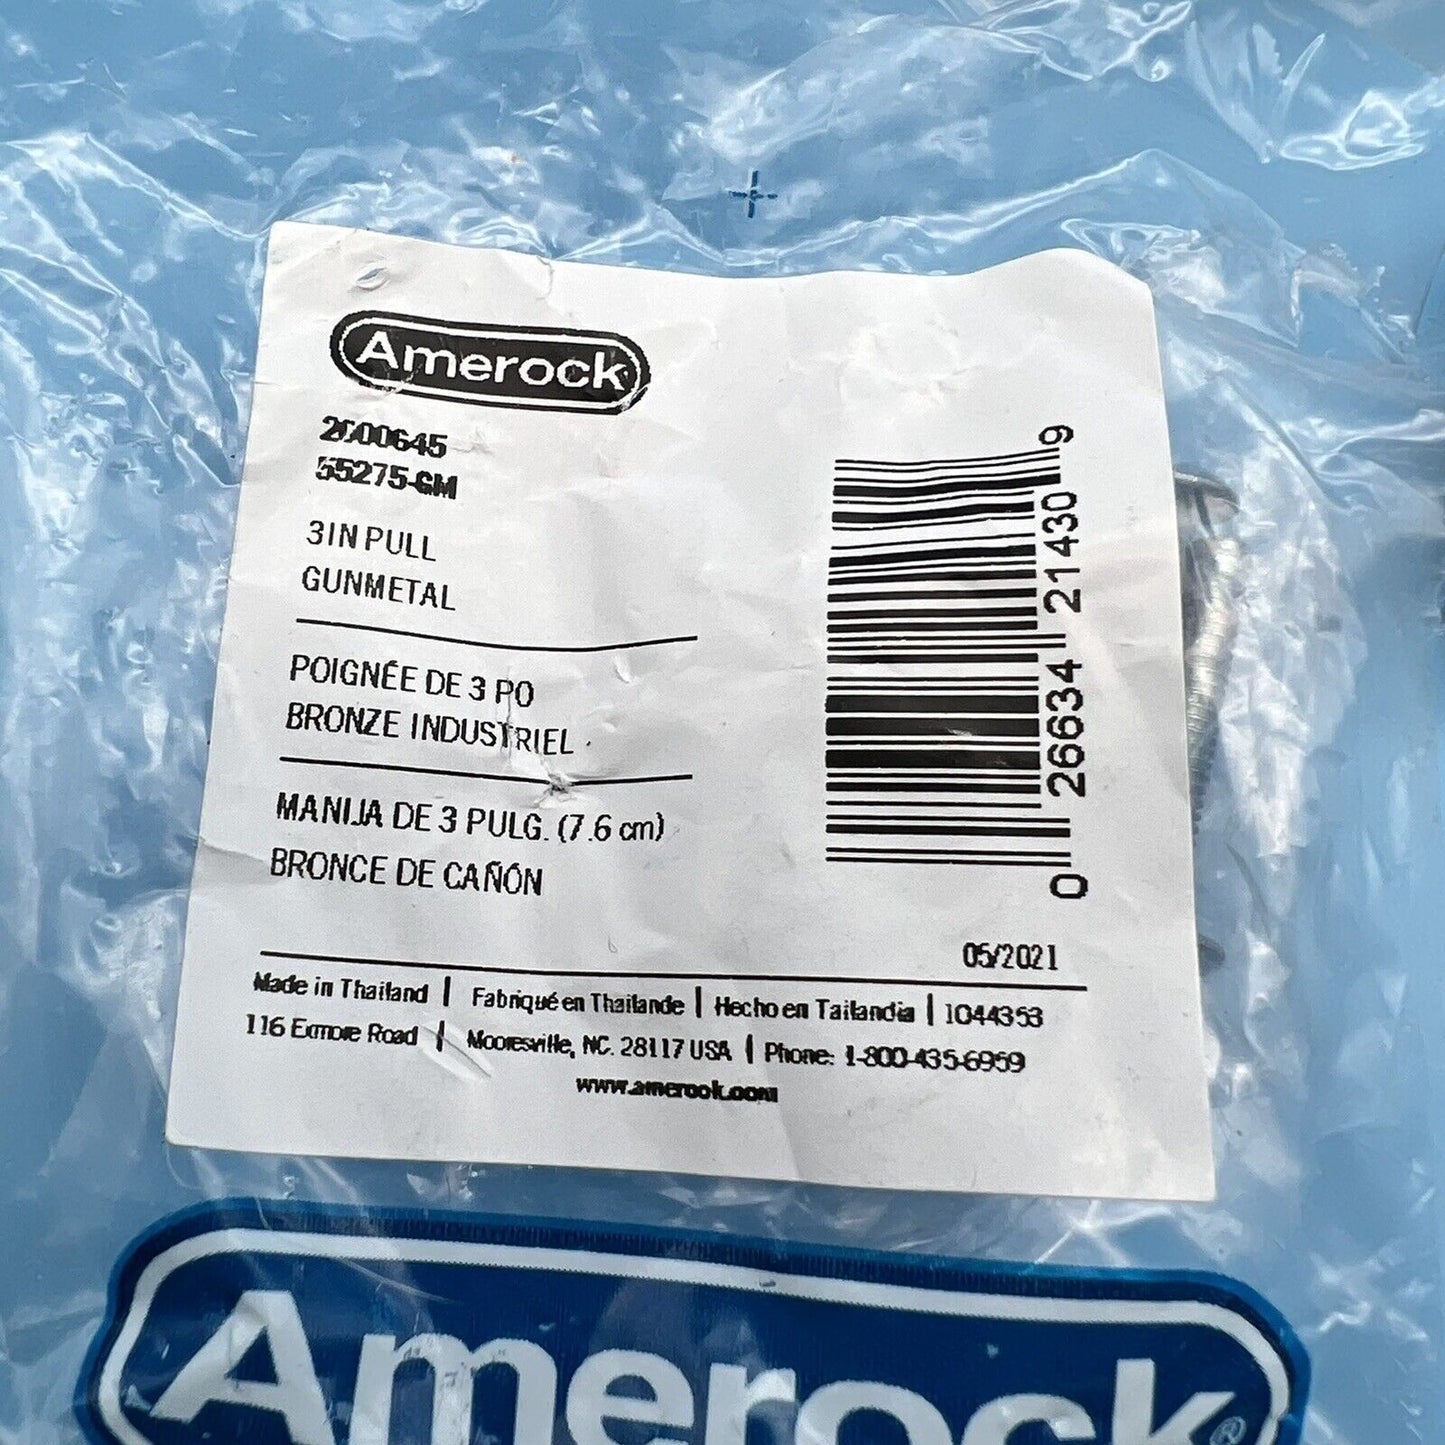 Amerock
2000645
55275-GM
3IN PULL
GUNMETAL
POIGNÉE DE 3 PO
BRONZE INDUSTRIEL
MANIJA DE 3 PULG. (7.6 cm)
BRONCE DE CAÑÓN
0 26634 21430 9
05/2021
Made in Thailand | Fabriqué en Thailande | Hecho en Tailandia | 1044353
116 Exmore Road | Mooresville, NC. 28117 USA | Phone: 1-800-435-6959
www.amerock.com
Amerock®